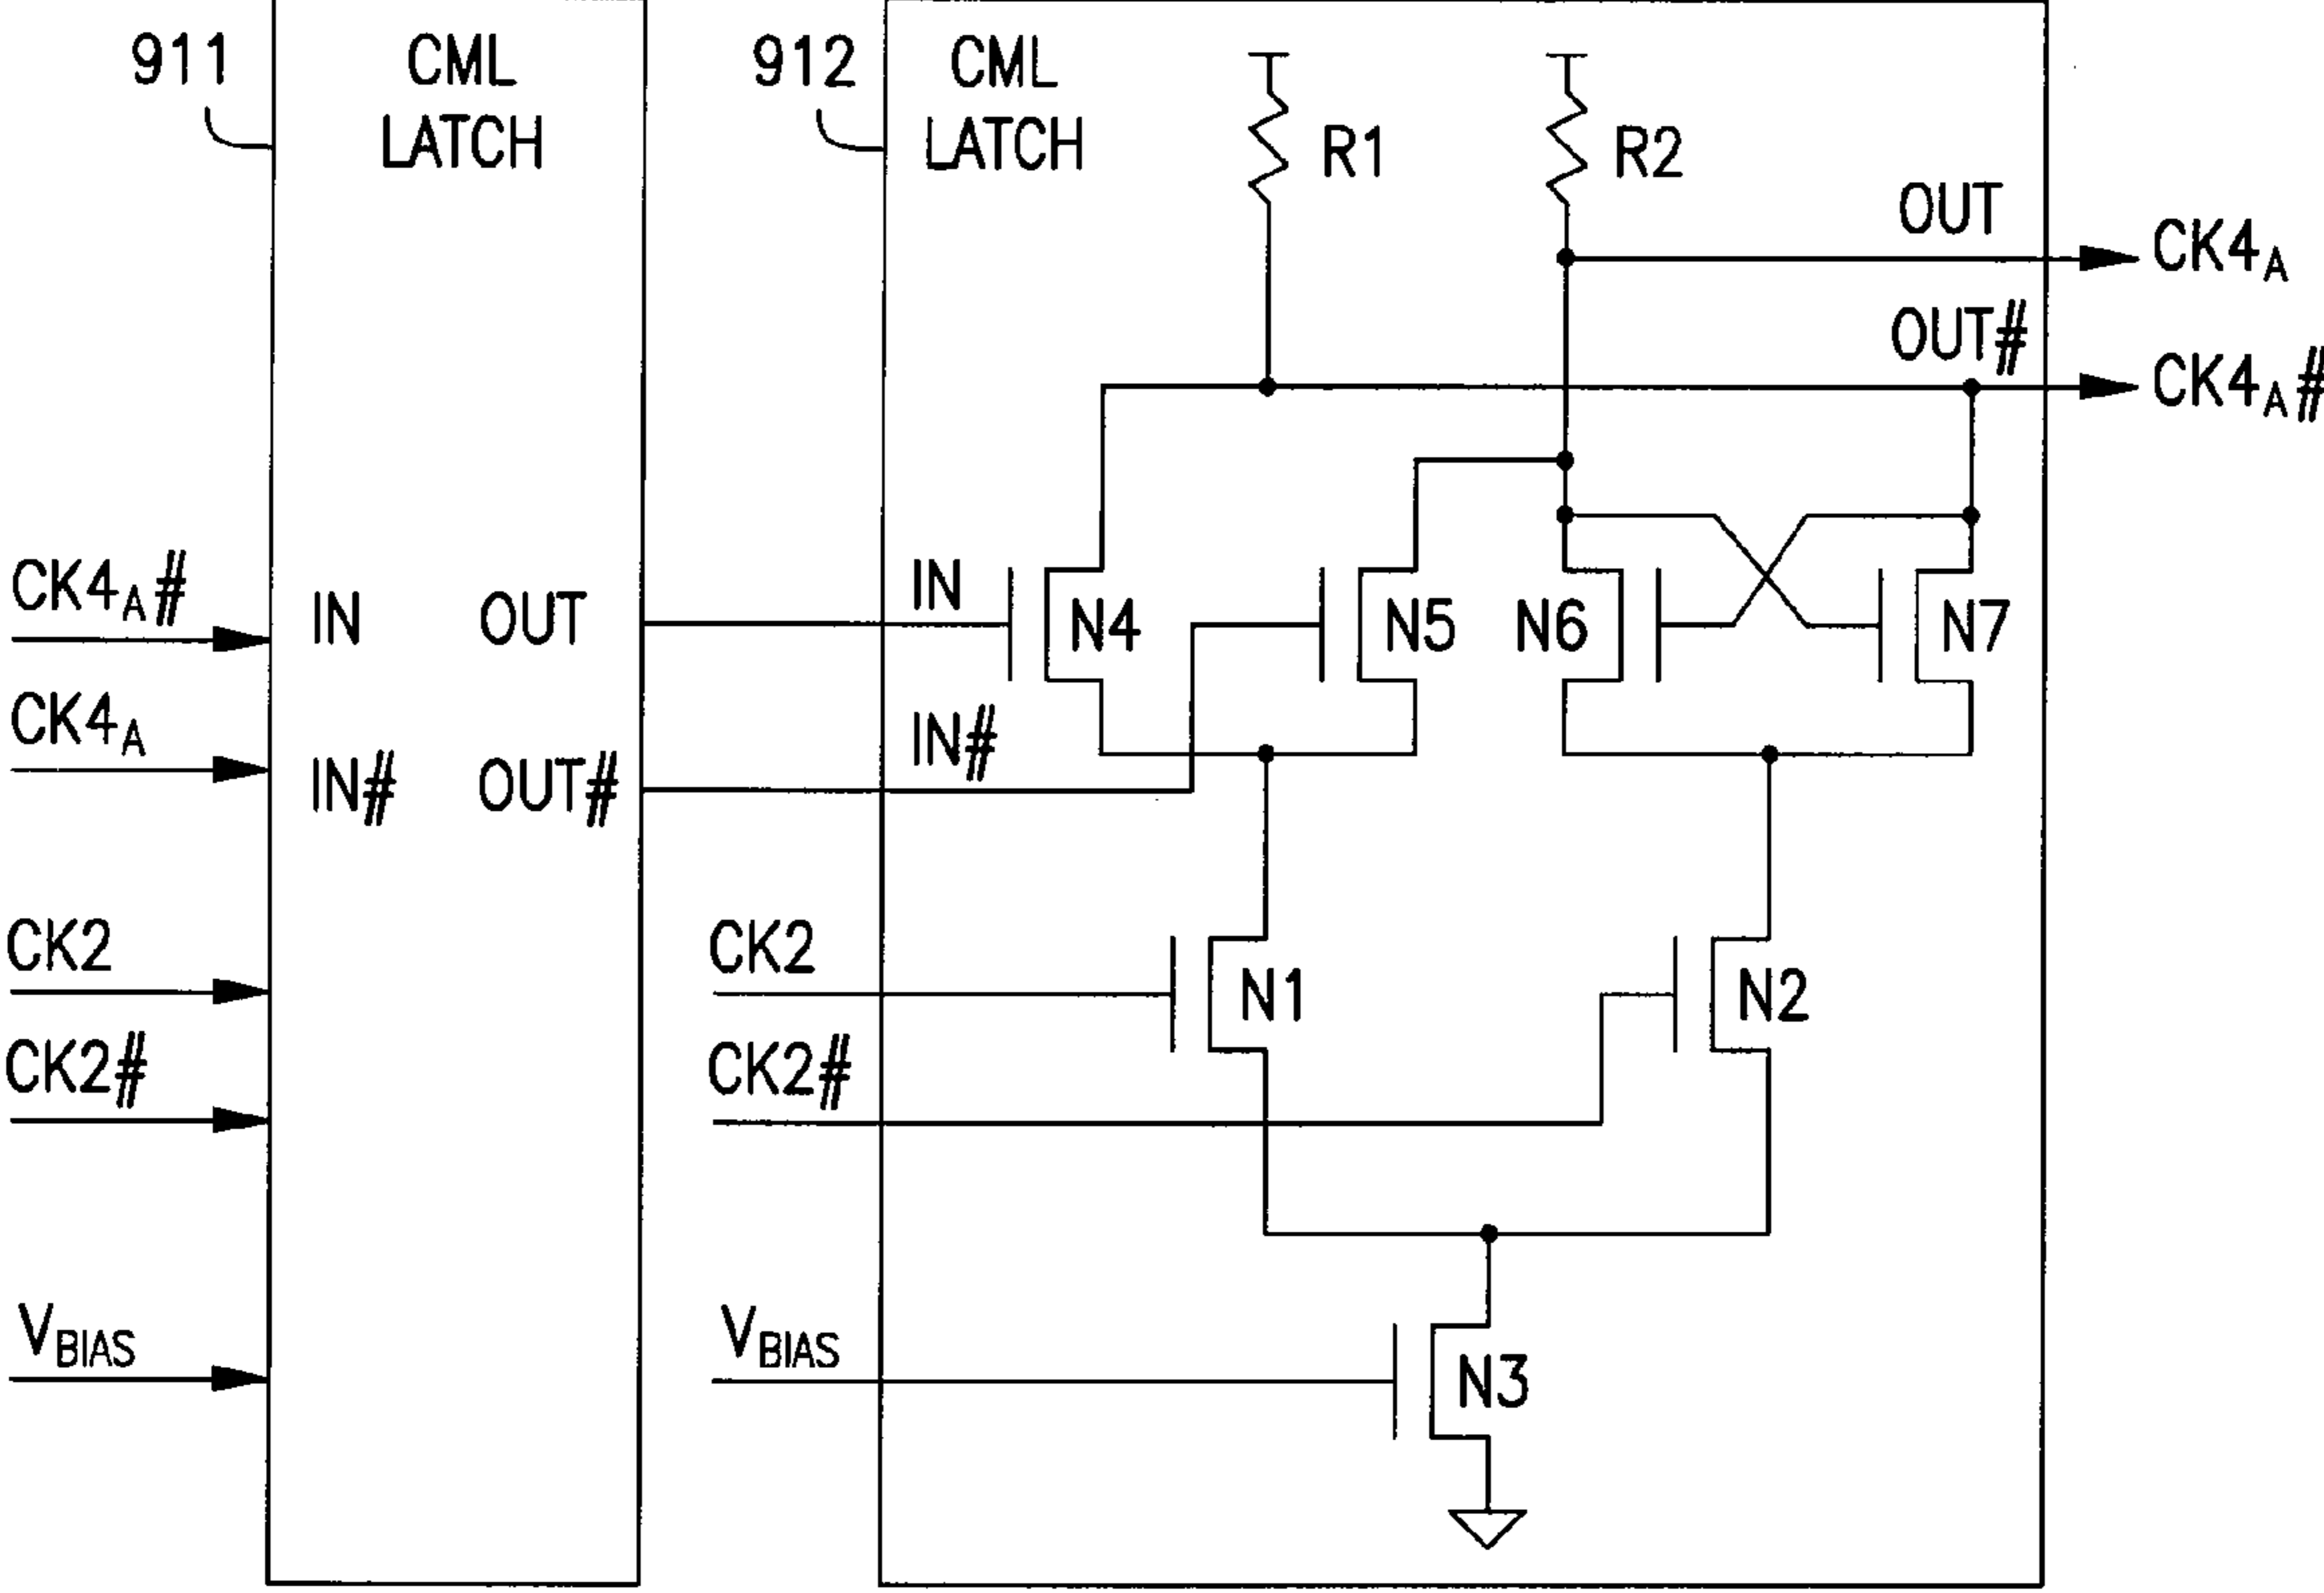 911
CML
LATCH
912
CML
LATCH
R1
R2
OUT
CK4A
OUT#
CK4A#
CK4A#
IN
OUT
IN
N4
N5
N6
N7
CK4A
IN#
OUT#
IN#
CK2
CK2
N1
N2
CK2#
CK2#
VBIAS
VBIAS
N3